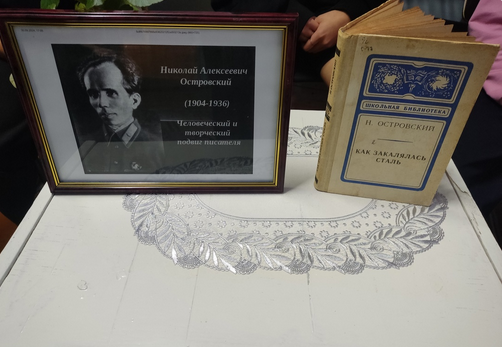 Николай Алексеевич
Островский
(1904-1936)
Человеческий и
творческий
подвиг писателя
ШКОЛЬНАЯ БИБЛИОТЕКА
Н. ОСТРОВСКИЙ
КАК ЗАКАЛЯЛАСЬ
СТАЛЬ